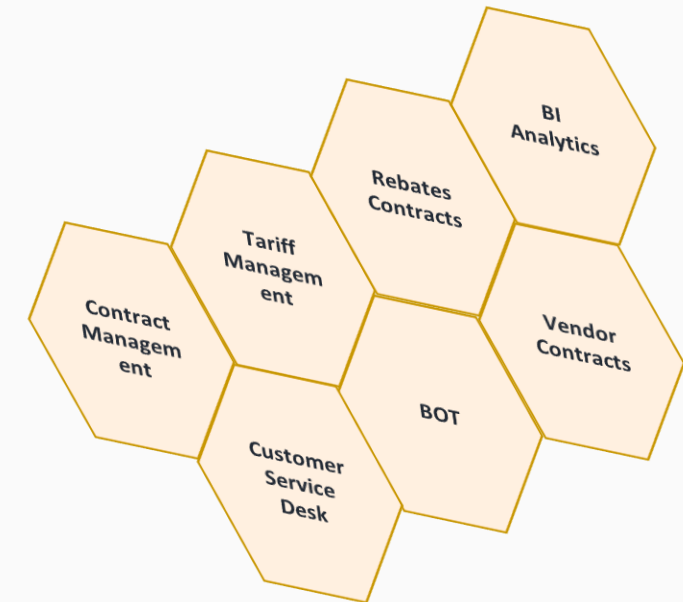 BI
Analytics
Rebates
Contracts
Tariff
Managem
ent
Contract
Managem
ent
Vendor
Contracts
BOT
Customer
Service
Desk